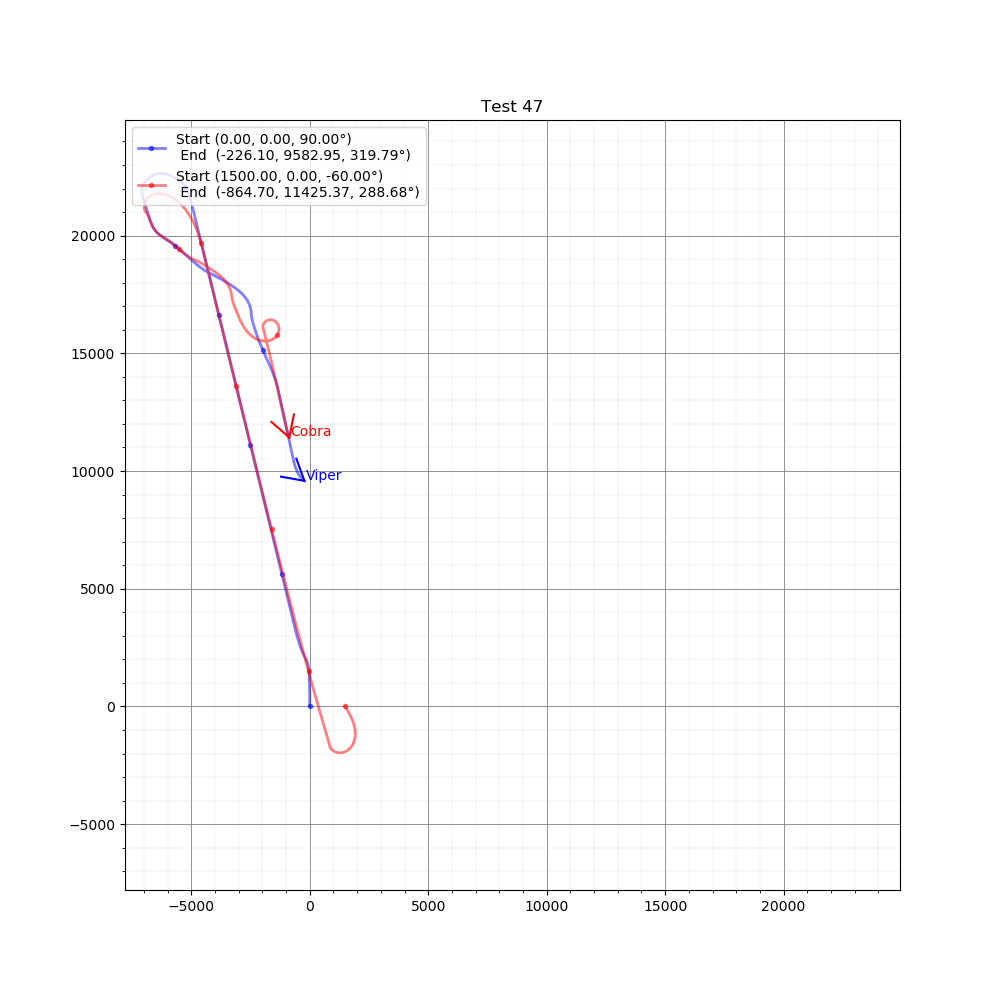 Test 47
Start (0.00, 0.00, 90.00°)
End (-226.10, 9582.95, 319.79°)
Start (1500.00, 0.00, -60.00°)
End (-864.70, 11425.37, 288.68°)
20000
15000
Cobra
10000
Viper
5000
0
−5000
−5000 0 5000 10000 15000 20000